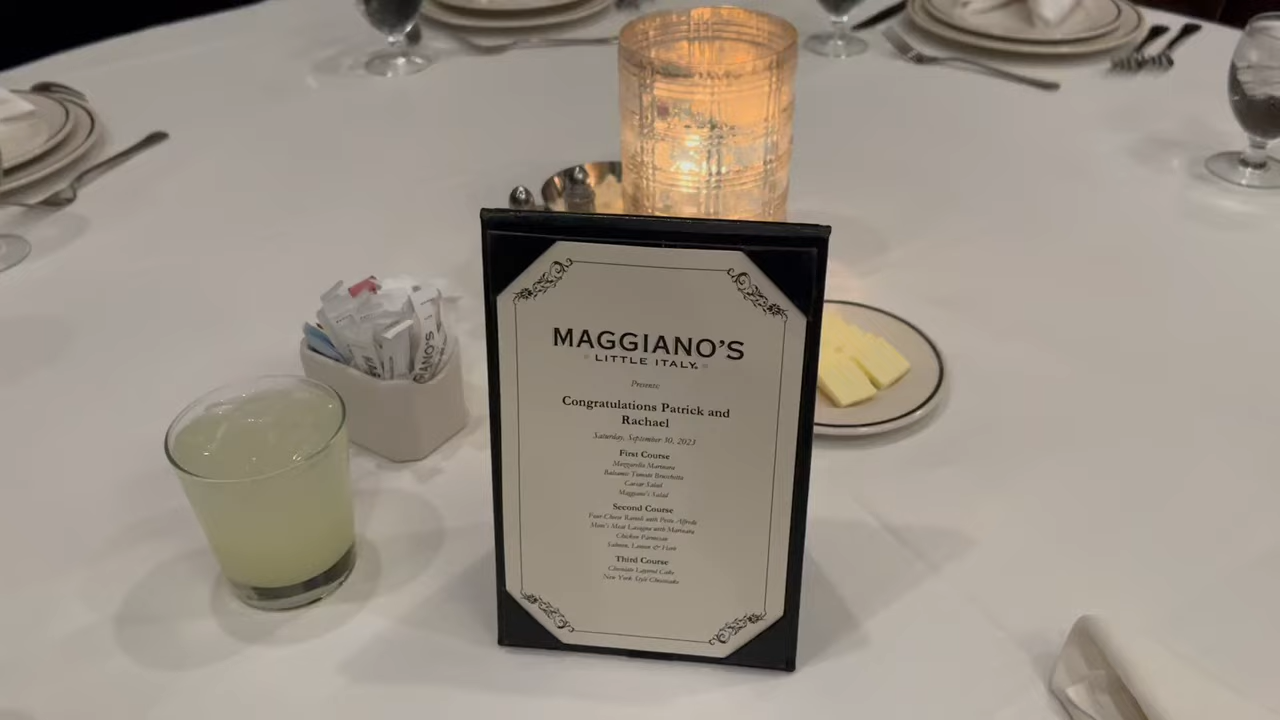 MAGGIANO'S
LITTLE ITALY
Presents
Congratulations Patrick and
Rachael
Saturday, September 30, 2023
First Course
Mozzarella Marinara
Balsamic Tomato Bruschetta
Caesar Salad
Maggiano's Salad
Second Course
Four-Cheese Ravioli with Pesto Alfredo
Mom's Meat Lasagna with Marinara
Chicken Parmesan
Salmon, Lemon & Herb
Third Course
Chocolate Layered Cake
New York Style Cheesecake